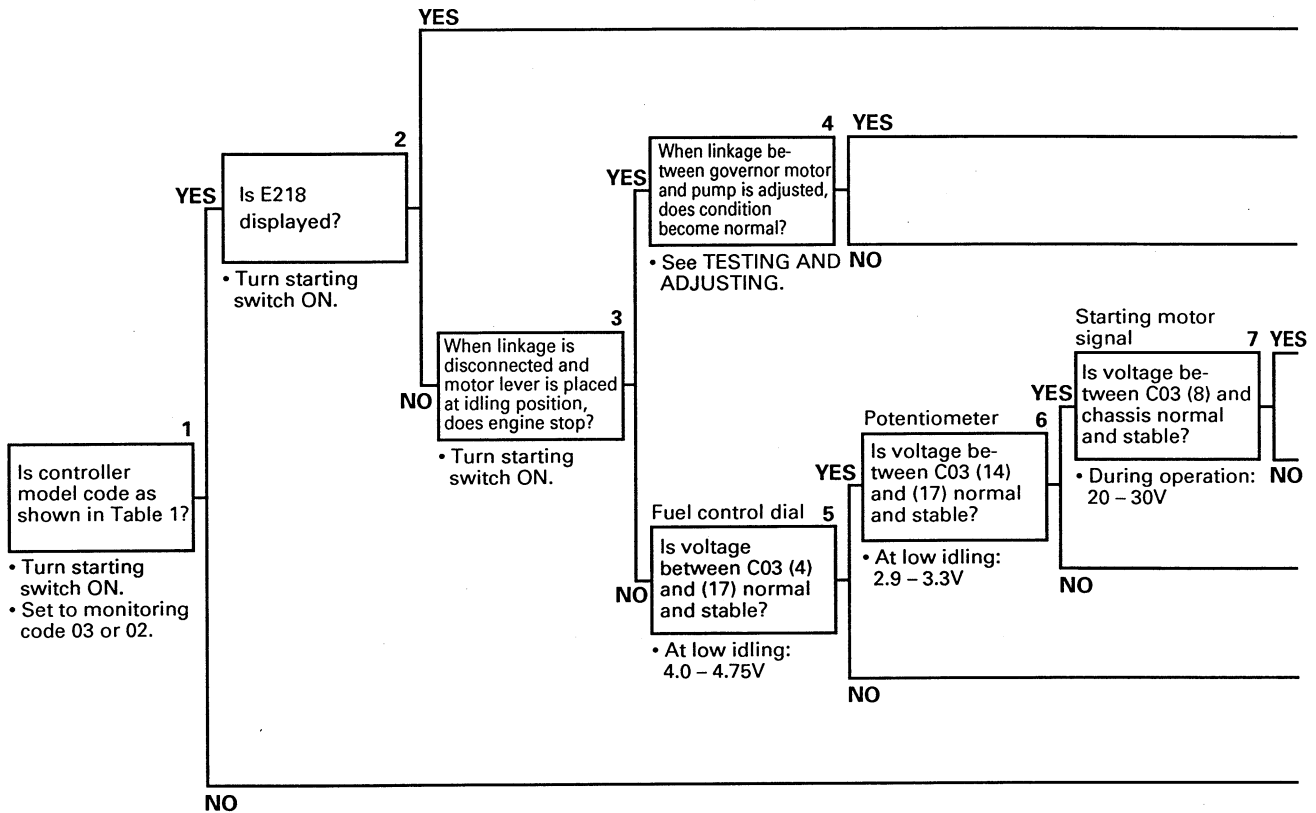 1
Is controller
model code as
shown in Table 1?
• Turn starting
switch ON.
• Set to monitoring
code 03 or 02.
YES
NO
2
Is E218
displayed?
• Turn starting
switch ON.
YES
NO
3
When linkage is
disconnected and
motor lever is placed
at idling position,
does engine stop?
• Turn starting
switch ON.
YES
NO
4
When linkage be-
tween governor motor
and pump is adjusted,
does condition
become normal?
• See TESTING AND
ADJUSTING.
YES
NO
Fuel control dial
5
Is voltage
between C03 (4)
and (17) normal
and stable?
• At low idling:
4.0 – 4.75V
YES
NO
Potentiometer
6
Is voltage be-
tween C03 (14)
and (17) normal
and stable?
• At low idling:
2.9 – 3.3V
YES
NO
Starting motor
signal
7
Is voltage be-
tween C03 (8) and
chassis normal
and stable?
• During operation:
20 – 30V
YES
NO